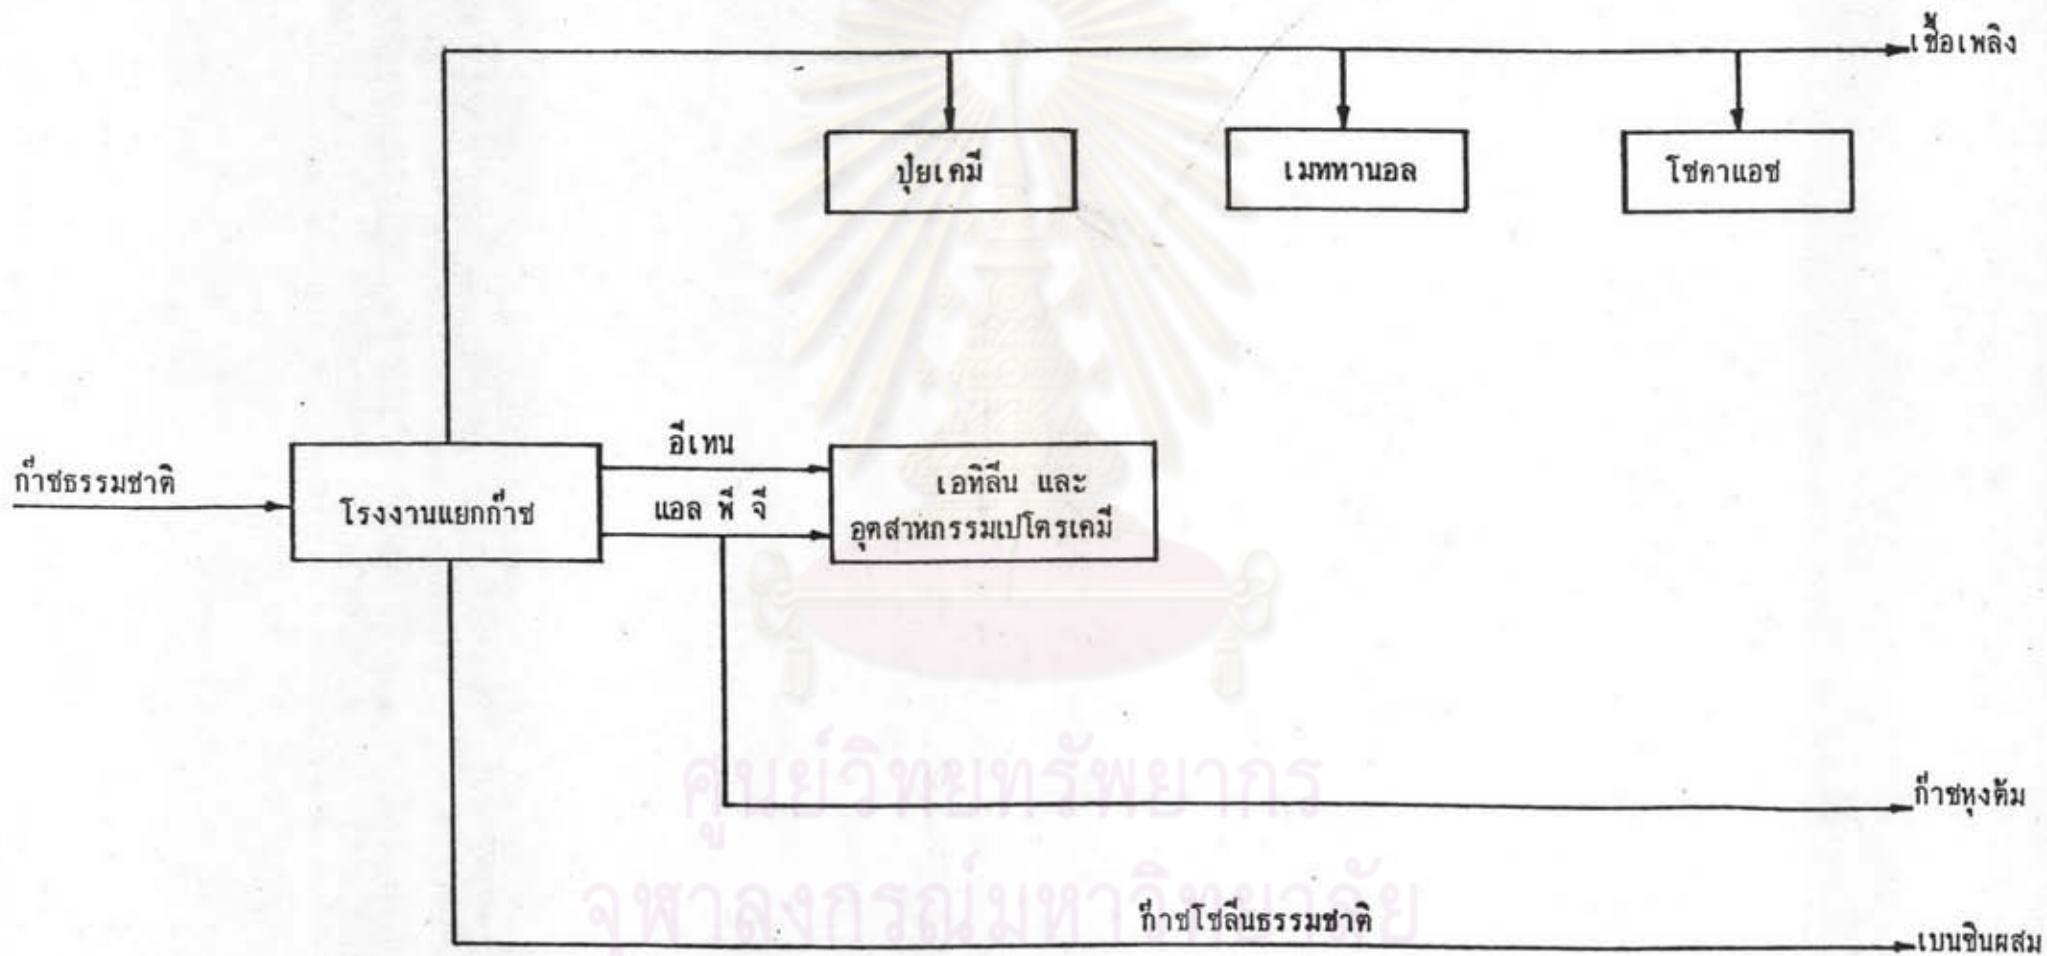 เชื้อเพลิง
ปุ๋ยเคมี
เมททานอล
โซดาแอช
ก๊าซธรรมชาติ
โรงงานแยกก๊าซ
อีเทน
แอล พี จี
เอทิลีน และ
อุตสาหกรรมเปโตรเคมี
ก๊าซหุงต้ม
ก๊าซโซลีนธรรมชาติ
เบนซินผสม
ศูนย์วิทยทรัพยากร
จุฬาลงกรณ์มหาวิทยาลัย